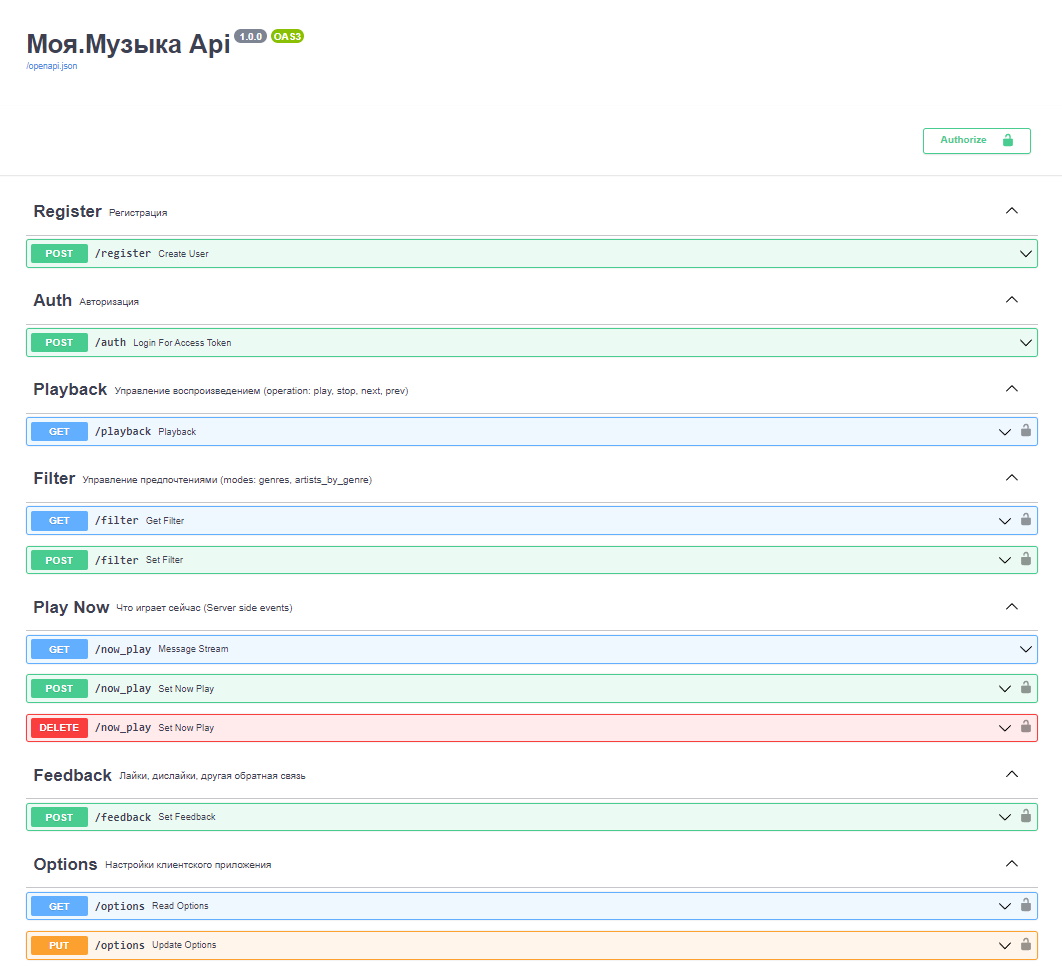 Моя.Музыка Api 1.0.0 OAS3
/openapi.json
Authorize
Register Регистрация
POST /register Create User
Auth Авторизация
POST /auth Login For Access Token
Playback Управление воспроизведением (operation: play, stop, next, prev)
GET /playback Playback
Filter Управление предпочтениями (modes: genres, artists_by_genre)
GET /filter Get Filter
POST /filter Set Filter
Play Now Что играет сейчас (Server side events)
GET /now_play Message Stream
POST /now_play Set Now Play
DELETE /now_play Set Now Play
Feedback Лайки, дислайки, другая обратная связь
POST /feedback Set Feedback
Options Настройки клиентского приложения
GET /options Read Options
PUT /options Update Options